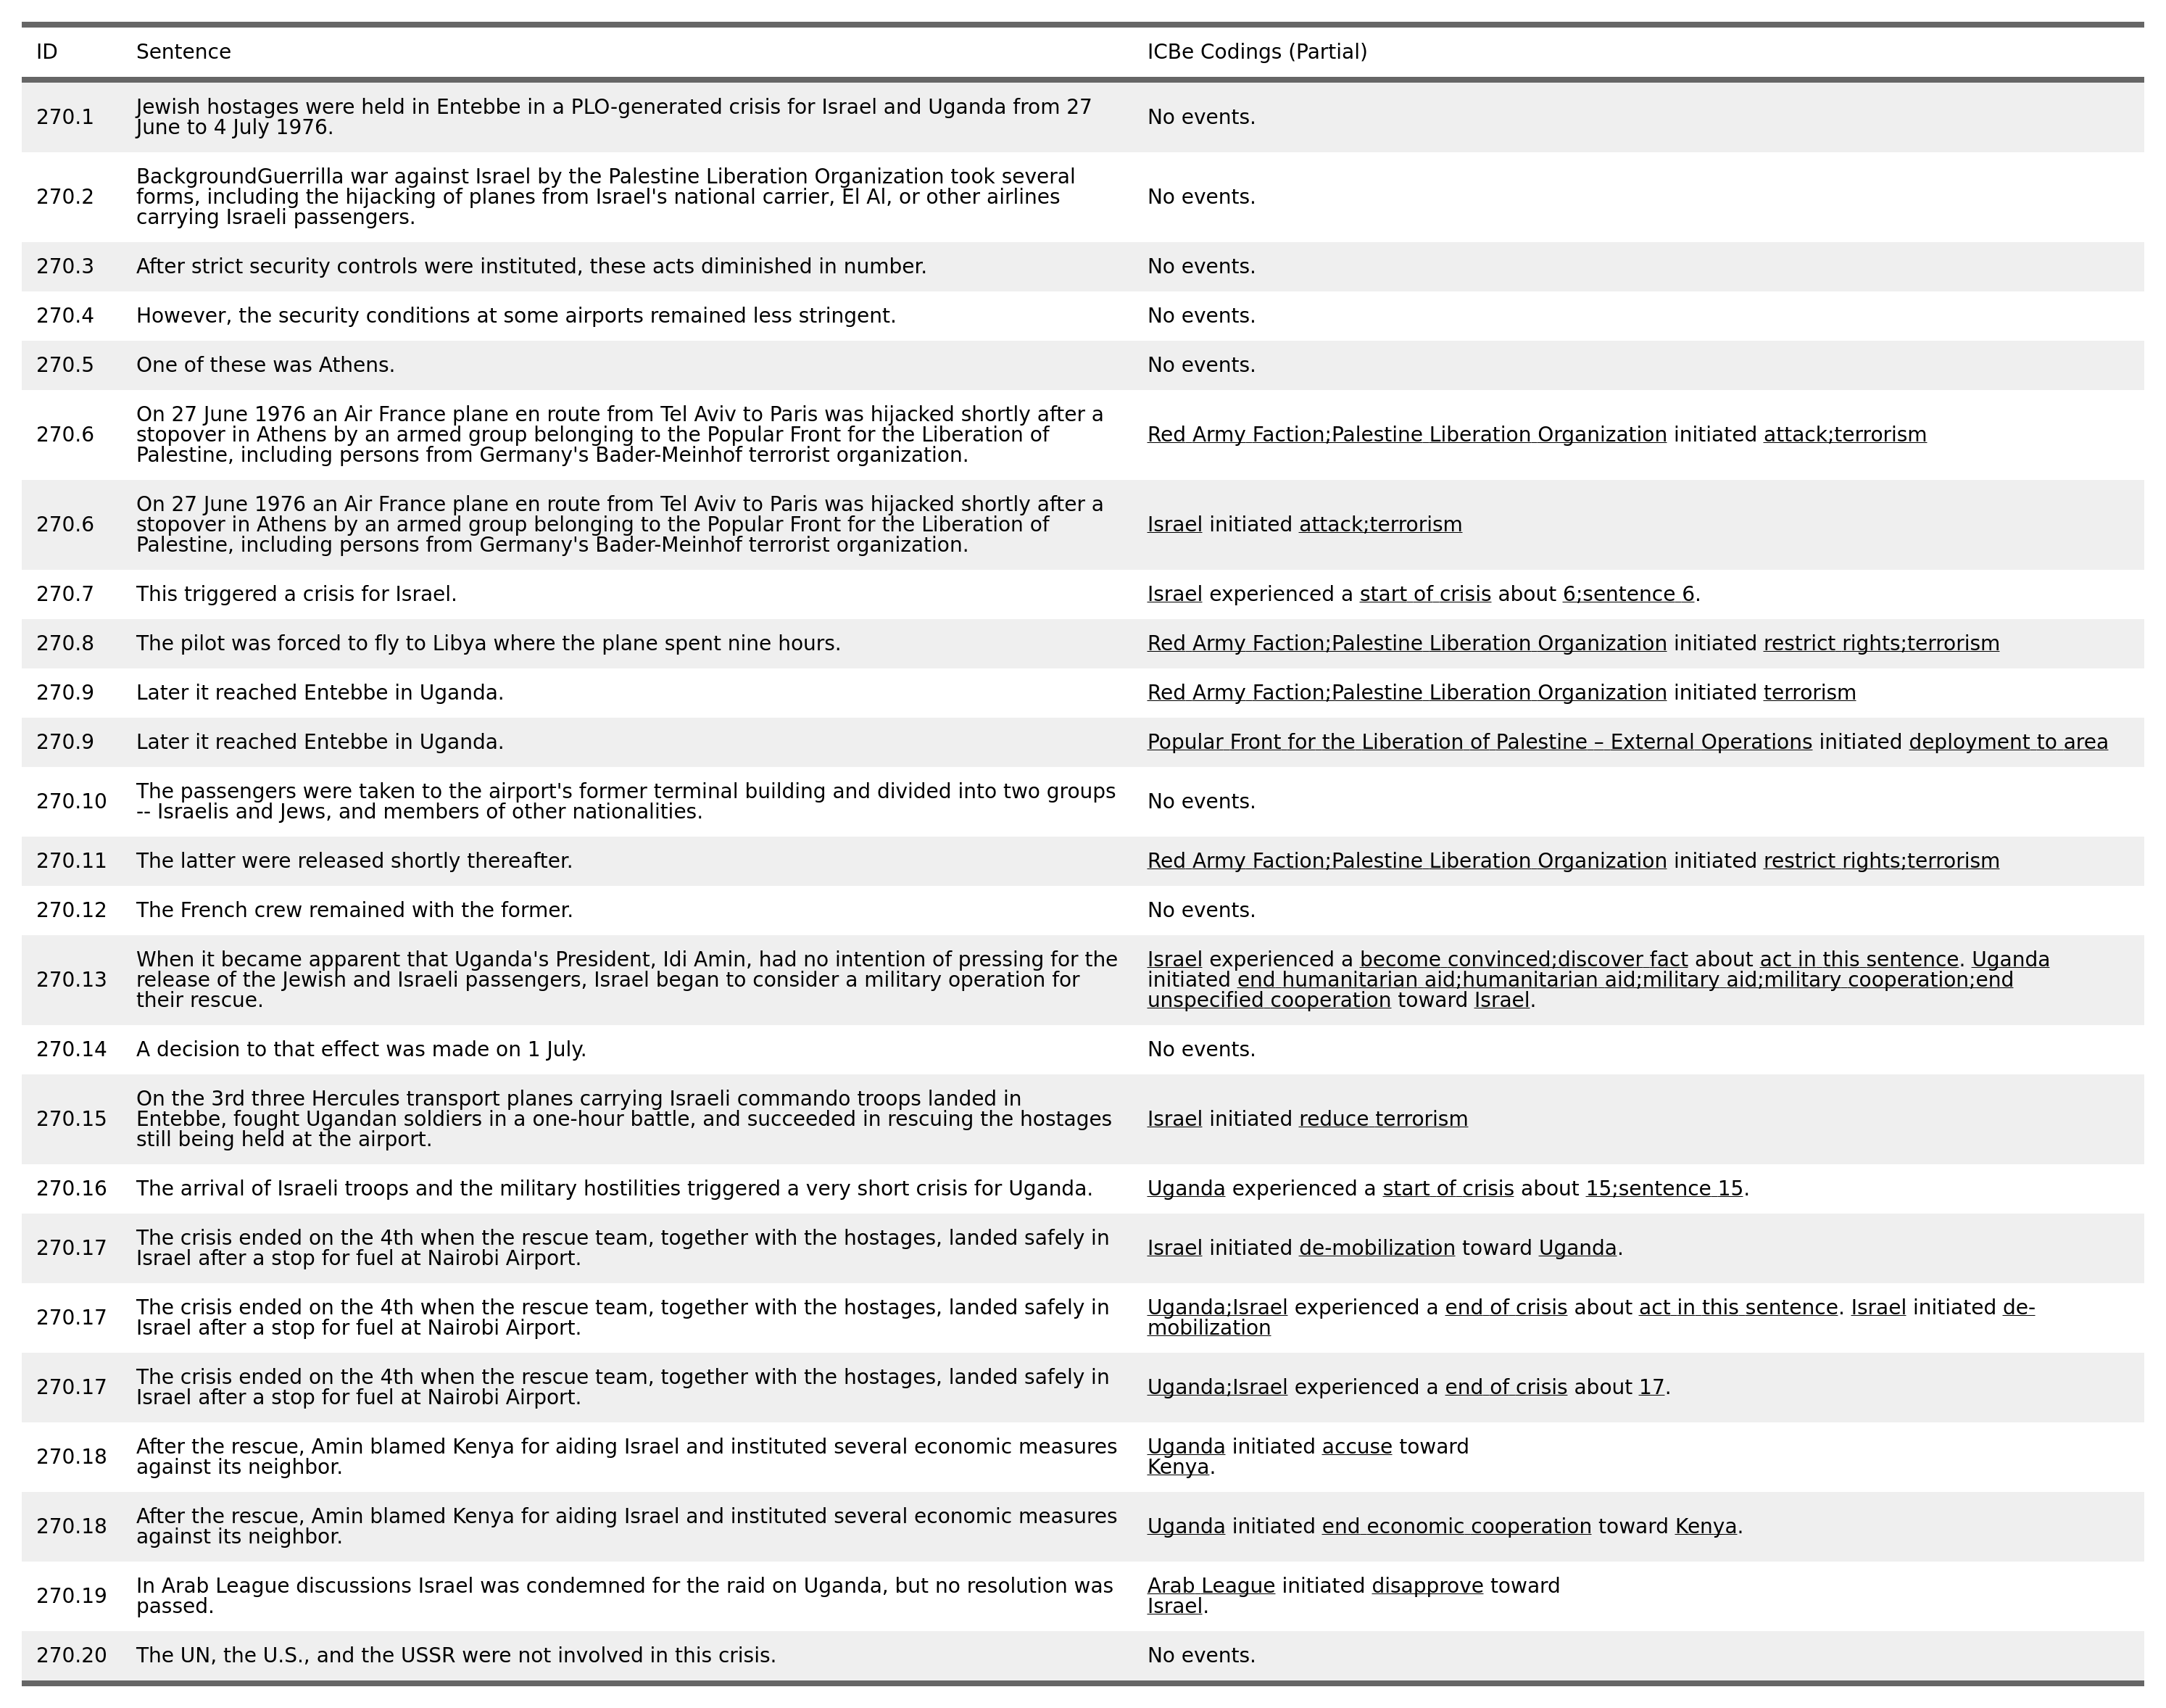 ID Sentence ICBe Codings (Partial)
270.1 Jewish hostages were held in Entebbe in a PLO-generated crisis for Israel and Uganda from 27
June to 4 July 1976. No events.
270.2 BackgroundGuerrilla war against Israel by the Palestine Liberation Organization took several
forms, including the hijacking of planes from Israel's national carrier, El Al, or other airlines
carrying Israeli passengers. No events.
270.3 After strict security controls were instituted, these acts diminished in number. No events.
270.4 However, the security conditions at some airports remained less stringent. No events.
270.5 One of these was Athens. No events.
270.6 On 27 June 1976 an Air France plane en route from Tel Aviv to Paris was hijacked shortly after a
stopover in Athens by an armed group belonging to the Popular Front for the Liberation of
Palestine, including persons from Germany's Bader-Meinhof terrorist organization.
Red Army Faction;Palestine Liberation Organization initiated attack;terrorism
270.6 On 27 June 1976 an Air France plane en route from Tel Aviv to Paris was hijacked shortly after a
stopover in Athens by an armed group belonging to the Popular Front for the Liberation of
Palestine, including persons from Germany's Bader-Meinhof terrorist organization.
Israel initiated attack;terrorism
270.7 This triggered a crisis for Israel. Israel experienced a start of crisis about 6;sentence 6.
270.8 The pilot was forced to fly to Libya where the plane spent nine hours. Red Army Faction;Palestine Liberation Organization initiated restrict rights;terrorism
270.9 Later it reached Entebbe in Uganda. Red Army Faction;Palestine Liberation Organization initiated terrorism
270.9 Later it reached Entebbe in Uganda. Popular Front for the Liberation of Palestine – External Operations initiated deployment to area
270.10 The passengers were taken to the airport's former terminal building and divided into two groups
-- Israelis and Jews, and members of other nationalities. No events.
270.11 The latter were released shortly thereafter. Red Army Faction;Palestine Liberation Organization initiated restrict rights;terrorism
270.12 The French crew remained with the former. No events.
270.13 When it became apparent that Uganda's President, Idi Amin, had no intention of pressing for the
release of the Jewish and Israeli passengers, Israel began to consider a military operation for
their rescue.
Israel experienced a become convinced;discover fact about act in this sentence. Uganda
initiated end humanitarian aid;humanitarian aid;military aid;military cooperation;end
unspecified cooperation toward Israel.
270.14 A decision to that effect was made on 1 July. No events.
270.15 On the 3rd three Hercules transport planes carrying Israeli commando troops landed in
Entebbe, fought Ugandan soldiers in a one-hour battle, and succeeded in rescuing the hostages
still being held at the airport.
Israel initiated reduce terrorism
270.16 The arrival of Israeli troops and the military hostilities triggered a very short crisis for Uganda. Uganda experienced a start of crisis about 15;sentence 15.
270.17 The crisis ended on the 4th when the rescue team, together with the hostages, landed safely in
Israel after a stop for fuel at Nairobi Airport.
Israel initiated de-mobilization toward Uganda.
270.17 The crisis ended on the 4th when the rescue team, together with the hostages, landed safely in
Israel after a stop for fuel at Nairobi Airport.
Uganda;Israel experienced a end of crisis about act in this sentence. Israel initiated de-
mobilization
270.17 The crisis ended on the 4th when the rescue team, together with the hostages, landed safely in
Israel after a stop for fuel at Nairobi Airport.
Uganda;Israel experienced a end of crisis about 17.
270.18 After the rescue, Amin blamed Kenya for aiding Israel and instituted several economic measures
against its neighbor.
Uganda initiated accuse toward
Kenya.
270.18 After the rescue, Amin blamed Kenya for aiding Israel and instituted several economic measures
against its neighbor.
Uganda initiated end economic cooperation toward Kenya.
270.19 In Arab League discussions Israel was condemned for the raid on Uganda, but no resolution was
passed.
Arab League initiated disapprove toward
Israel.
270.20 The UN, the U.S., and the USSR were not involved in this crisis. No events.